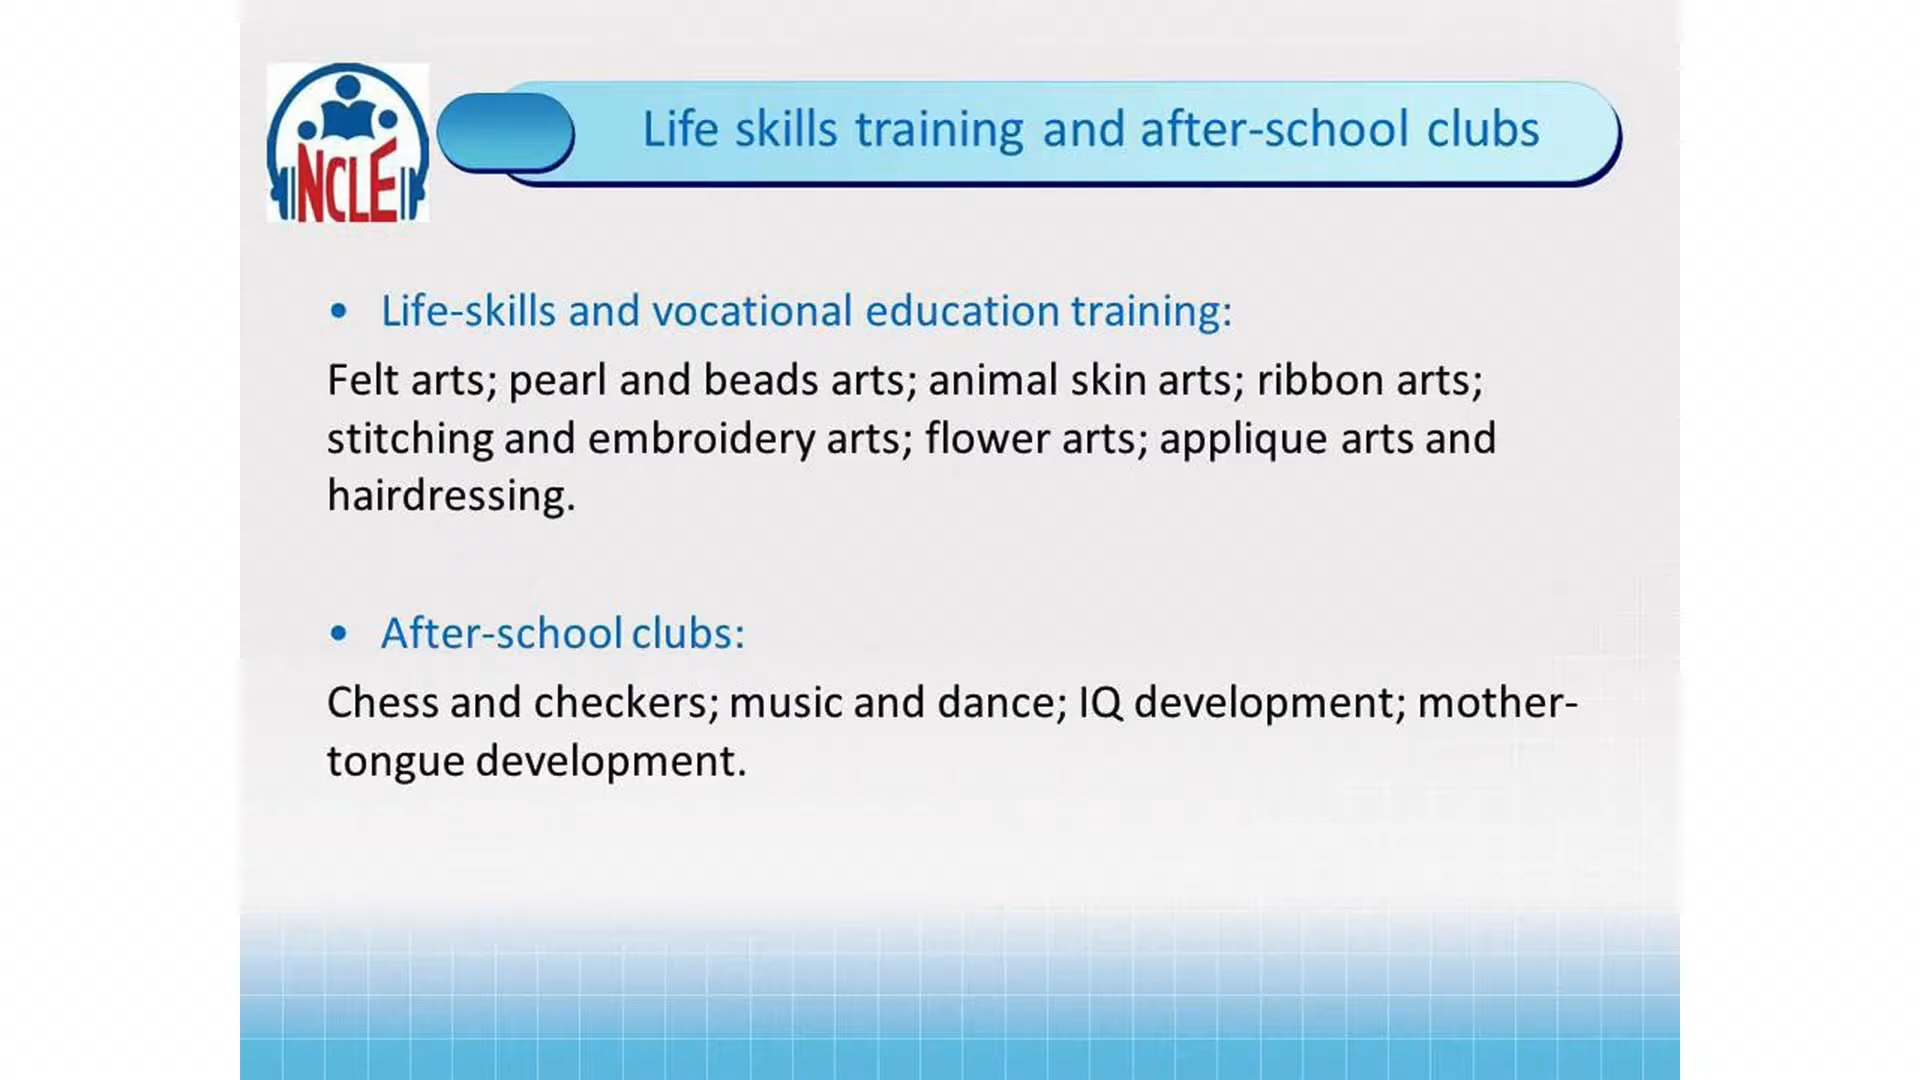 NCLE
Life skills training and after-school clubs
• Life-skills and vocational education training:
Felt arts; pearl and beads arts; animal skin arts; ribbon arts;
stitching and embroidery arts; flower arts; applique arts and
hairdressing.
• After-school clubs:
Chess and checkers; music and dance; IQ development; mother-
tongue development.